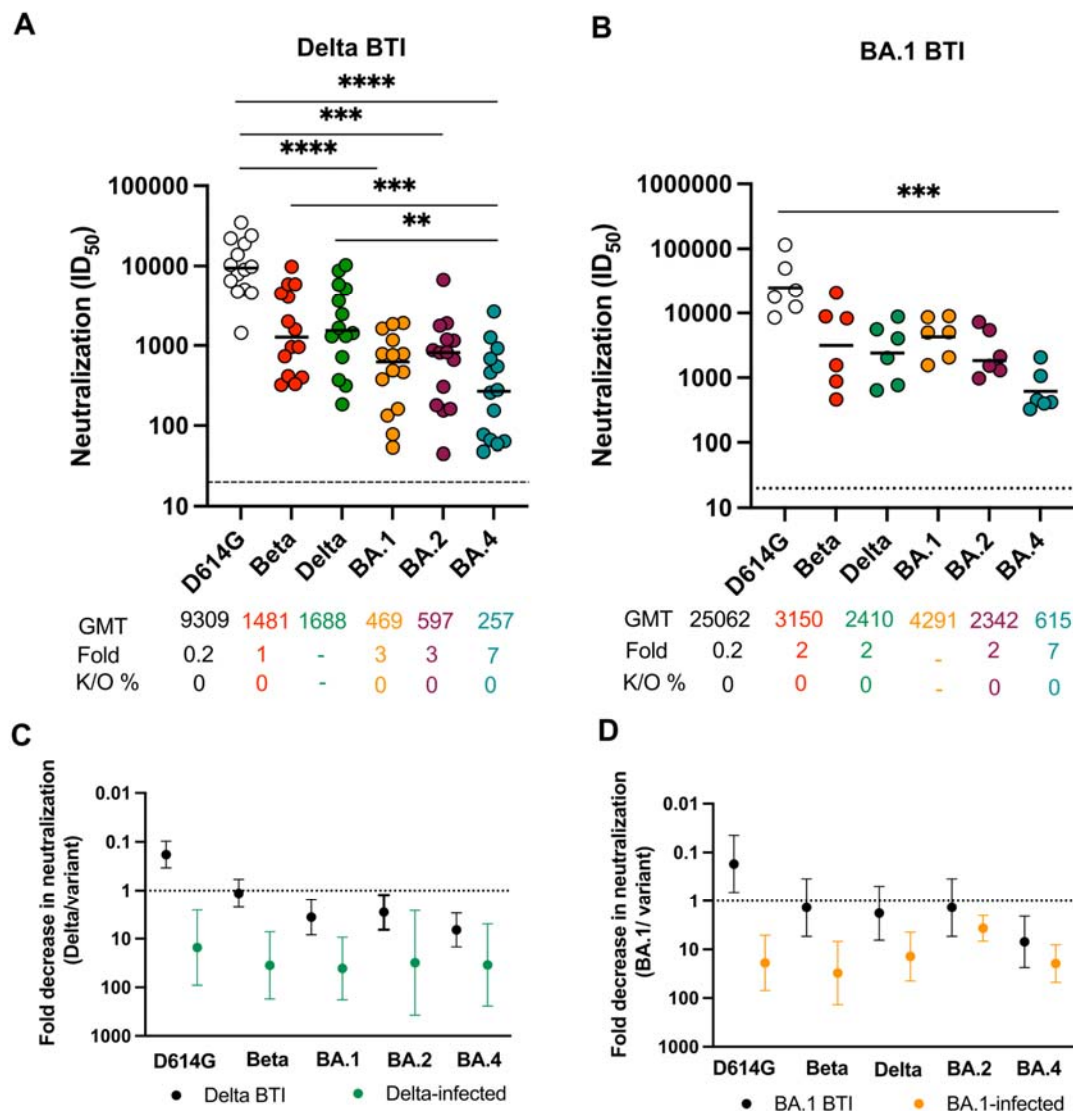 A
Delta BTI
****
***
****
***
**
Neutralization (ID50)
100000
10000
1000
100
10
D614G
Beta
Delta
BA.1
BA.2
BA.4
GMT 9309 1481 1688 469 597 257
Fold 0.2 1 - 3 3 7
K/O % 0 0 - 0 0 0
B
BA.1 BTI
***
Neutralization (ID50)
1000000
100000
10000
1000
100
10
D614G
Beta
Delta
BA.1
BA.2
BA.4
GMT 25062 3150 2410 4291 2342 615
Fold 0.2 2 2 - 2 7
K/O % 0 0 0 - 0 0
C
Fold decrease in neutralization
(Delta/variant)
0.01
0.1
1
10
100
1000
D614G Beta BA.1 BA.2 BA.4
Delta BTI Delta-infected
D
Fold decrease in neutralization
(BA.1/ variant)
0.01
0.1
1
10
100
1000
D614G Beta Delta BA.2 BA.4
BA.1 BTI BA.1-infected